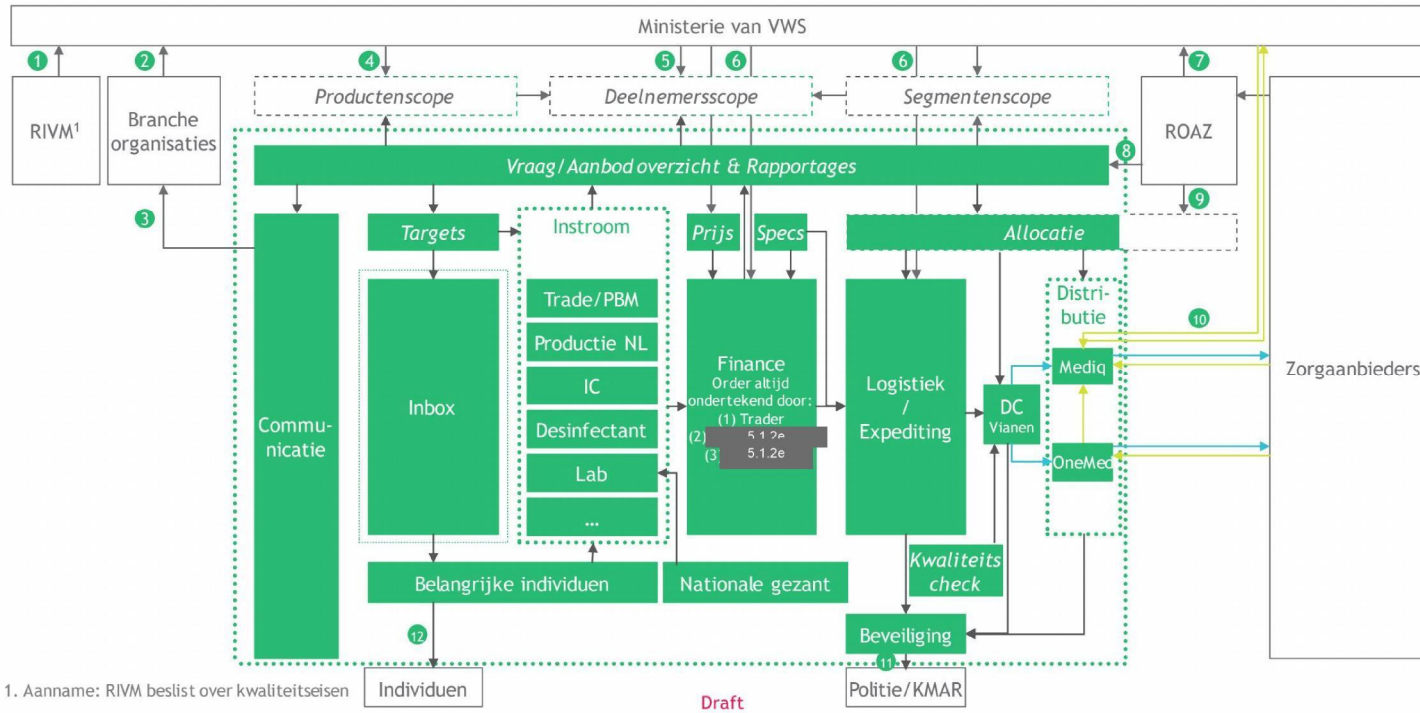 Ministerie van VWS
1
2
4
5
6
6
7
RIVM¹
Branche
organisaties
Productenscope
Deelnemersscope
Segmentenscope
ROAZ
Vraag/Aanbod overzicht & Rapportages
8
3
9
Targets
Instroom
Prijs
Specs
Allocatie
Commu-
nicatie
Inbox
Trade/PBM
Productie NL
IC
Desinfectant
Lab
...
Finance
Order altijd
ondertekend door:
(1) Trader
(2) 5.1.2e
(3) 5.1.2e
Logistiek
/
Expediting
DC
Vianen
Distri-
butie
Mediq
OneMed
10
Zorgaanbieders
Belangrijke individuen
Nationale gezant
Kwaliteits
check
Beveiliging
12
11
1. Aanname: RIVM beslist over kwaliteitseisen
Individuen
Politie/KMAR
Draft